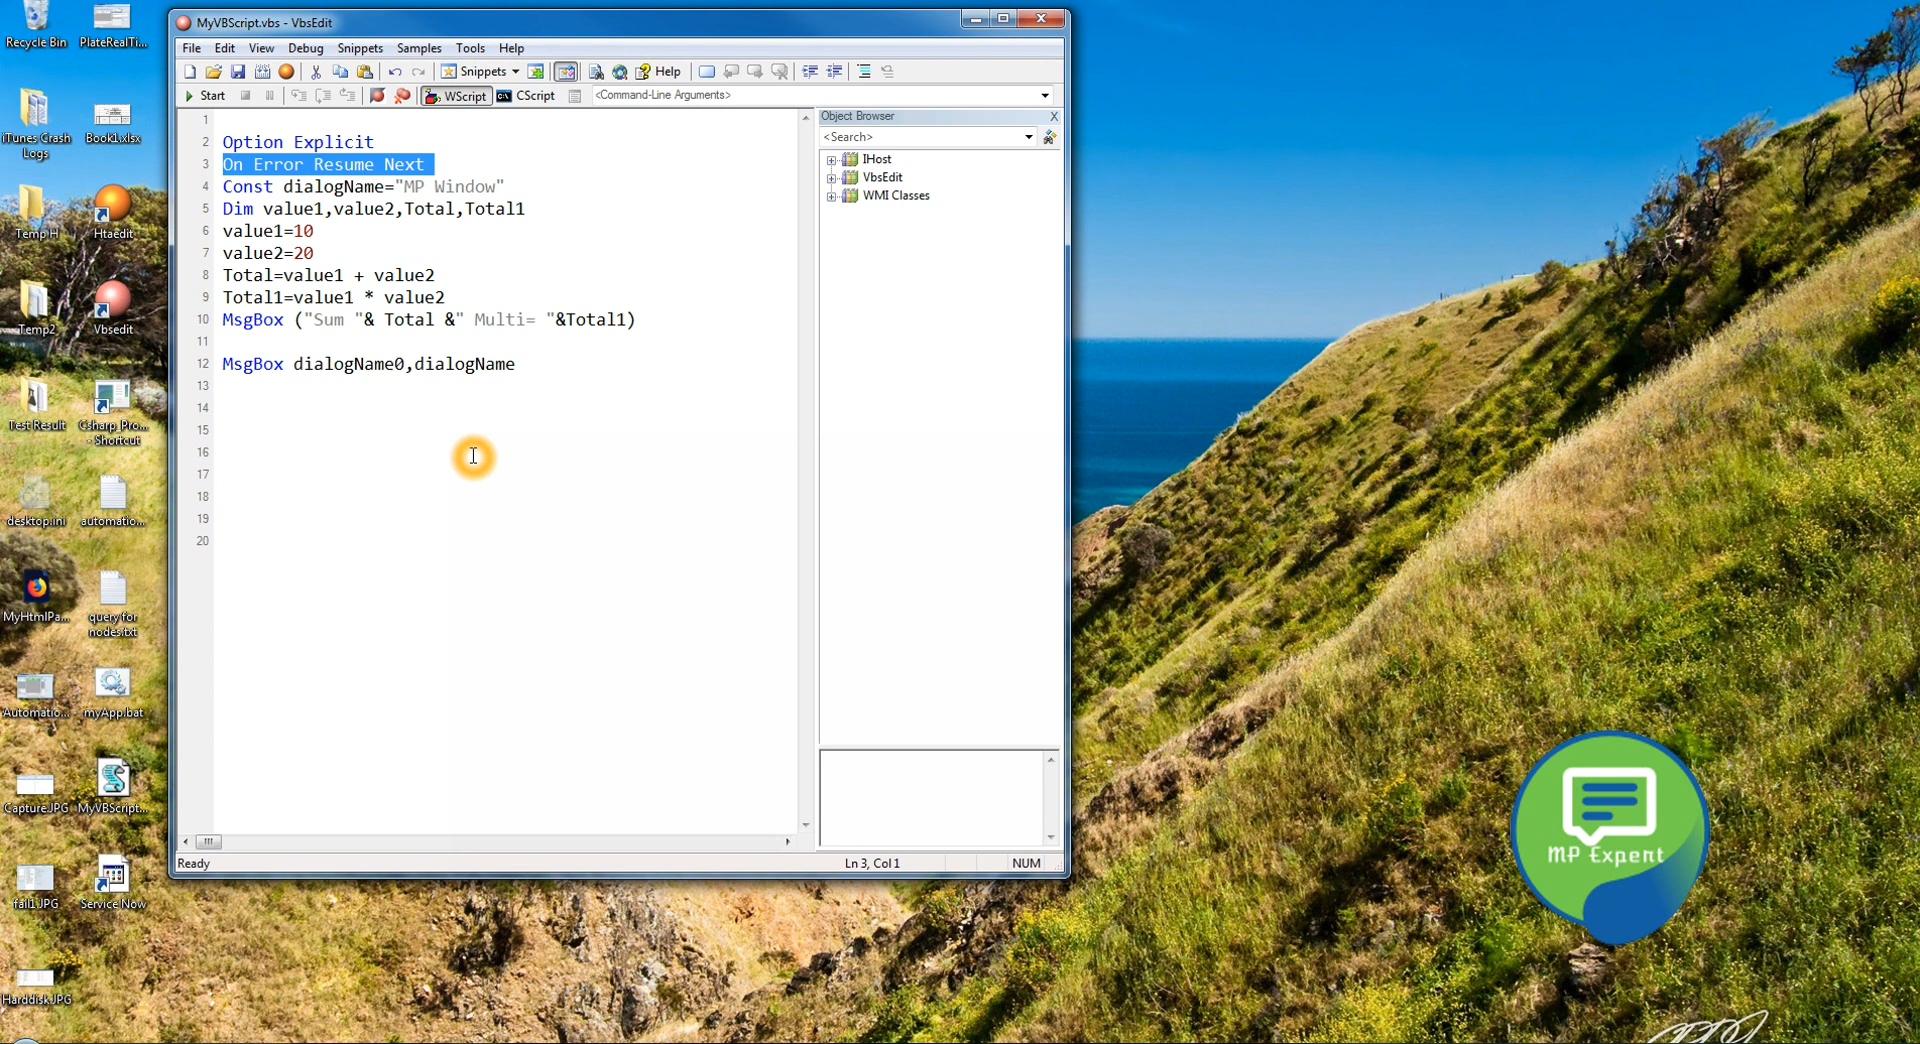 Recycle Bin
PlateRealTi...
iTunes Crash
Logs
Book1.xlsx
Temp H
Htaedit
Temp2
Vbsedit
Test Result
Csharp_Pro...
- Shortcut
desktop.ini
automatio...
MyHtmlPa...
query for
nodes.txt
Automatio...
myApp.bat
Capture.JPG
MyVBScript...
fail1.JPG
Service Now
Harddisk.JPG
MyVBScript.vbs - VbsEdit
File Edit View Debug Snippets Samples Tools Help
Snippets Help
Start WScript CScript <Command-Line Arguments>
1
2 Option Explicit
3 On Error Resume Next
4 Const dialogName="MP Window"
5 Dim value1,value2,Total,Total1
6 value1=10
7 value2=20
8 Total=value1 + value2
9 Total1=value1 * value2
10 MsgBox ("Sum "& Total &" Multi= "&Total1)
11
12 MsgBox dialogName0,dialogName
13
14
15
16
17
18
19
20
Object Browser
<Search>
IHost
VbsEdit
WMI Classes
Ready
Ln 3, Col 1
NUM
MP Expert